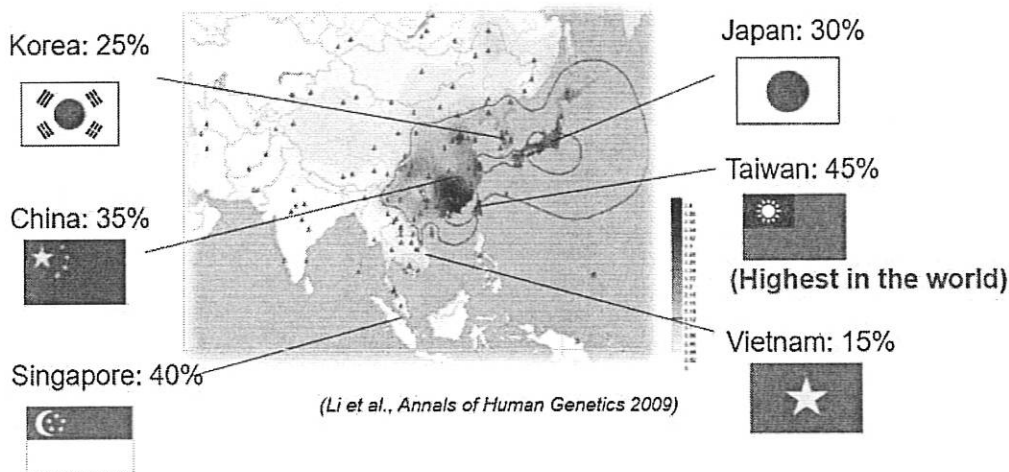 Korea: 25%
Japan: 30%
China: 35%
Taiwan: 45%
(Highest in the world)
Singapore: 40%
Vietnam: 15%
(Li et al., Annals of Human Genetics 2009)